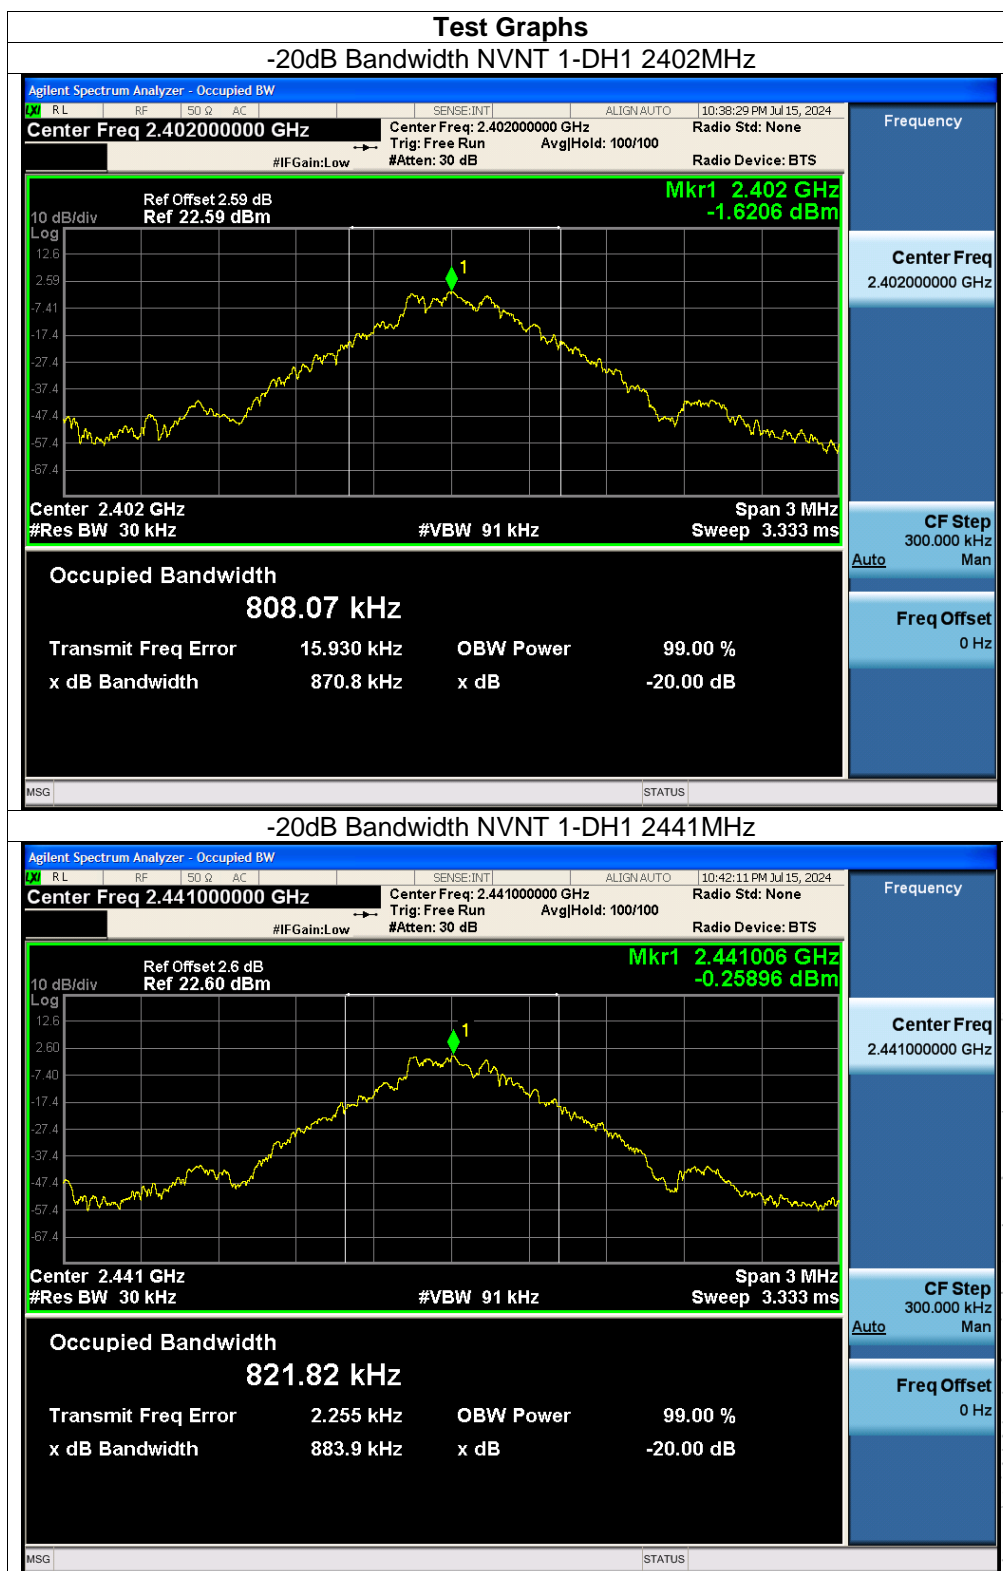 Test Graphs
-20dB Bandwidth NVNT 1-DH1 2402MHz
Agilent Spectrum Analyzer - Occupied BW
LXI RL RF 50 Ω AC SENSE:INT ALIGN AUTO 10:38:29 PM Jul 15, 2024
Center Freq 2.402000000 GHz
Center Freq: 2.402000000 GHz Radio Std: None
Trig: Free Run Avg|Hold: 100/100
#IFGain:Low #Atten: 30 dB Radio Device: BTS
Frequency
Mkr1 2.402 GHz
-1.6206 dBm
Ref Offset 2.59 dB
10 dB/div Ref 22.59 dBm
Log
12.6
2.59
-7.41
-17.4
-27.4
-37.4
-47.4
-57.4
-67.4
1
Center 2.402 GHz Span 3 MHz
#Res BW 30 kHz #VBW 91 kHz Sweep 3.333 ms
Center Freq
2.402000000 GHz
CF Step
300.000 kHz
Auto Man
Freq Offset
0 Hz
Occupied Bandwidth
808.07 kHz
Transmit Freq Error 15.930 kHz OBW Power 99.00 %
x dB Bandwidth 870.8 kHz x dB -20.00 dB
MSG STATUS
-20dB Bandwidth NVNT 1-DH1 2441MHz
Agilent Spectrum Analyzer - Occupied BW
LXI RL RF 50 Ω AC SENSE:INT ALIGN AUTO 10:42:11 PM Jul 15, 2024
Center Freq 2.441000000 GHz
Center Freq: 2.441000000 GHz Radio Std: None
Trig: Free Run Avg|Hold: 100/100
#IFGain:Low #Atten: 30 dB Radio Device: BTS
Frequency
Mkr1 2.441006 GHz
-0.25896 dBm
Ref Offset 2.6 dB
10 dB/div Ref 22.60 dBm
Log
12.6
2.60
-7.40
-17.4
-27.4
-37.4
-47.4
-57.4
-67.4
1
Center 2.441 GHz Span 3 MHz
#Res BW 30 kHz #VBW 91 kHz Sweep 3.333 ms
Center Freq
2.441000000 GHz
CF Step
300.000 kHz
Auto Man
Freq Offset
0 Hz
Occupied Bandwidth
821.82 kHz
Transmit Freq Error 2.255 kHz OBW Power 99.00 %
x dB Bandwidth 883.9 kHz x dB -20.00 dB
MSG STATUS